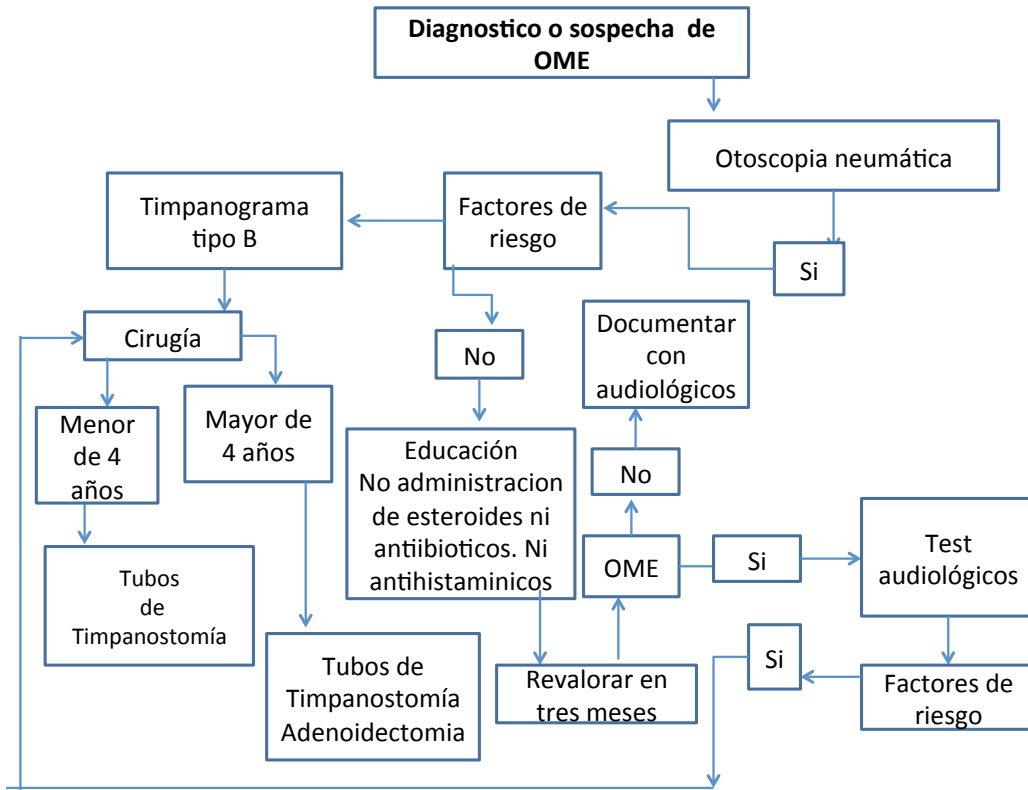 Diagnostico o sospecha de
OME
Otoscopia neumática
Si
Factores de
riesgo
Timpanograma
tipo B
Cirugía
Menor
de 4
años
Tubos
de
Timpanostomía
Mayor de
4 años
Tubos de
Timpanostomía
Adenoidectomia
No
Educación
No administracion
de esteroides ni
antiibioticos. Ni
antihistaminicos
Revalorar en
tres meses
OME
No
Documentar
con
audiológicos
Si
Test
audiológicos
Factores de
riesgo
Si